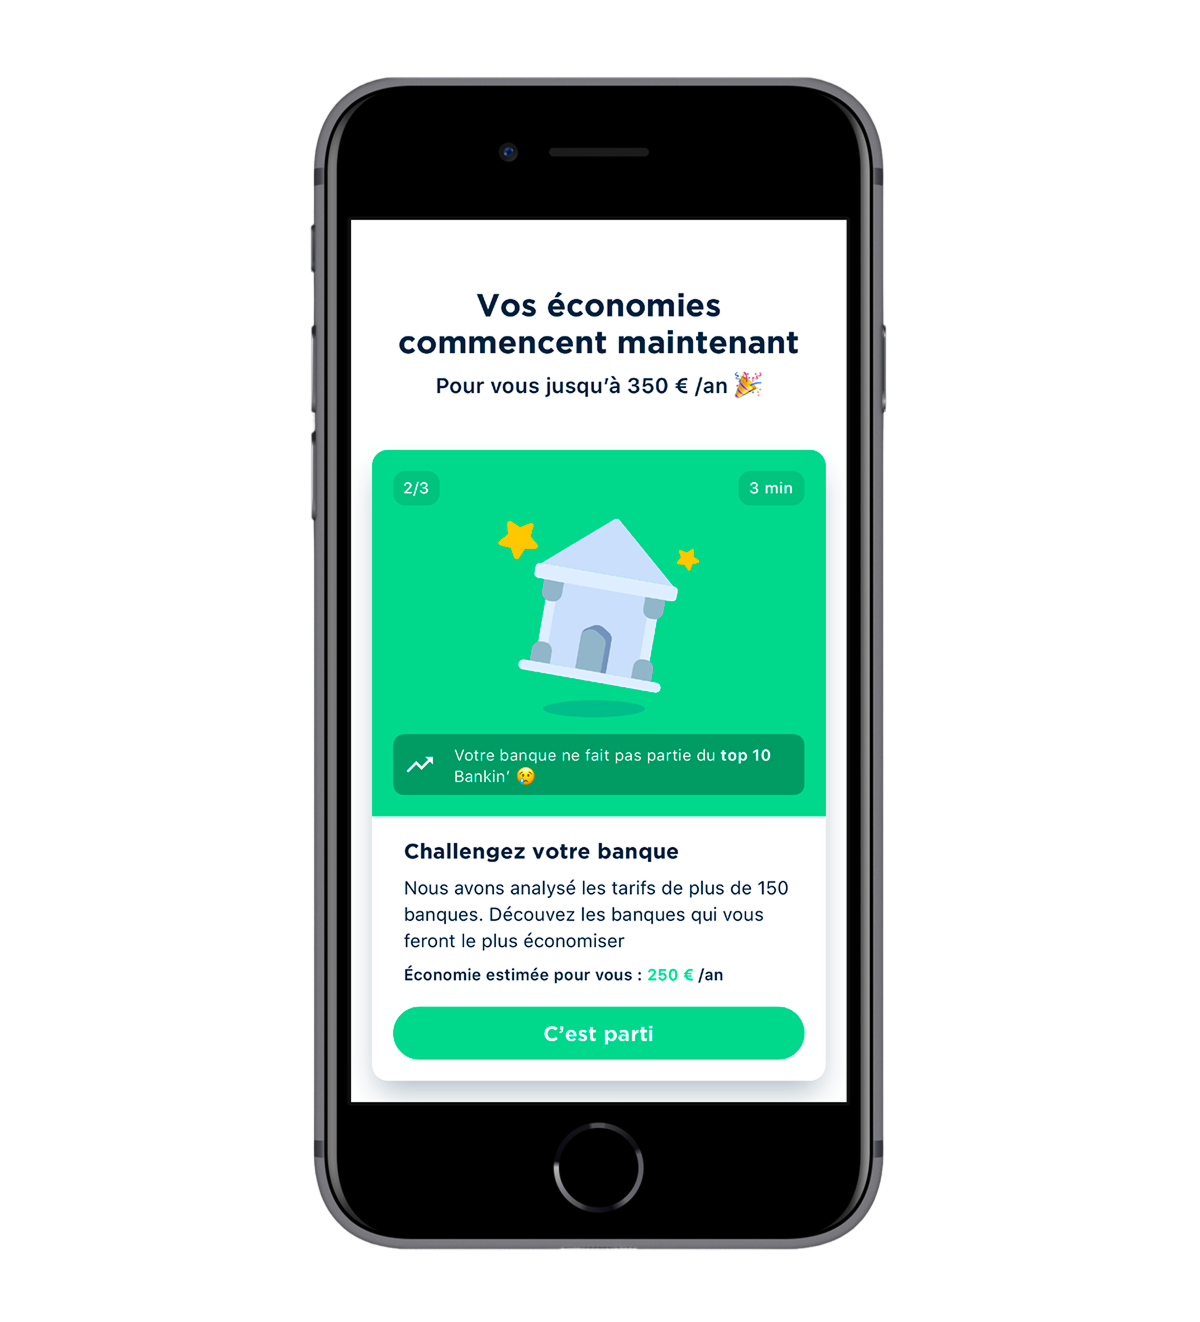 Vos économies
commencent maintenant
Pour vous jusqu’à 350 € /an 🎉
2/3
3 min
Votre banque ne fait pas partie du top 10
Bankin’ 😢
Challengez votre banque
Nous avons analysé les tarifs de plus de 150
banques. Découvez les banques qui vous
feront le plus économiser
Économie estimée pour vous : 250 € /an
C’est parti